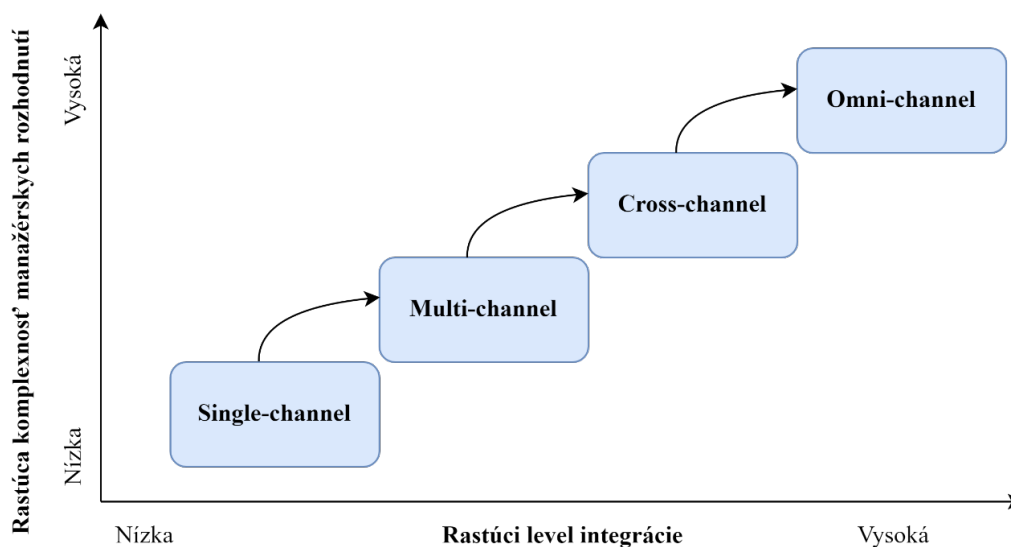 Rastúca komplexnosť manažérskych rozhodnutí
Vysoká
Nízka
Omni-channel
Cross-channel
Multi-channel
Single-channel
Nízka
Rastúci level integrácie
Vysoká